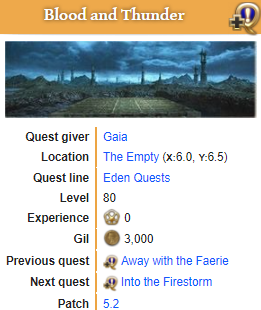 Blood and Thunder
Quest giver Gaia
Location The Empty (X:6.0, Y:6.5)
Quest line Eden Quests
Level 80
Experience 0
Gil 3,000
Previous quest Away with the Faerie
Next quest Into the Firestorm
Patch 5.2